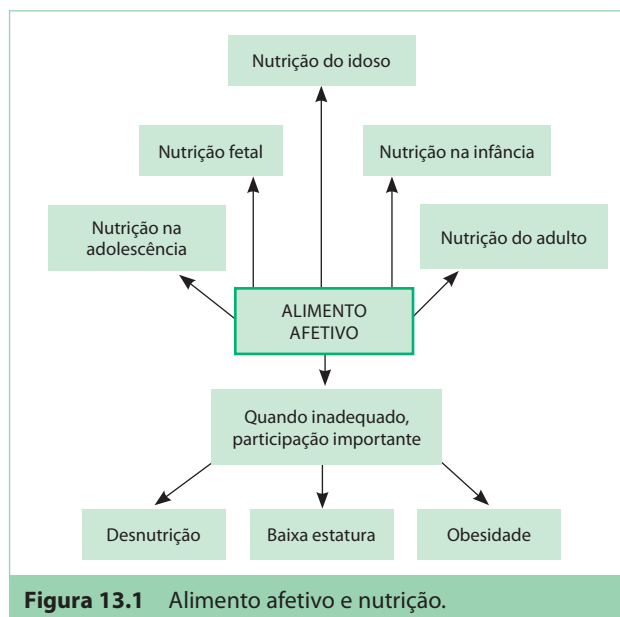 Nutrição do idoso
Nutrição fetal
Nutrição na infância
Nutrição na
adolescência
Nutrição do adulto
ALIMENTO
AFETIVO
Quando inadequado,
participação importante
Desnutrição
Baixa estatura
Obesidade
Figura 13.1 Alimento afetivo e nutrição.